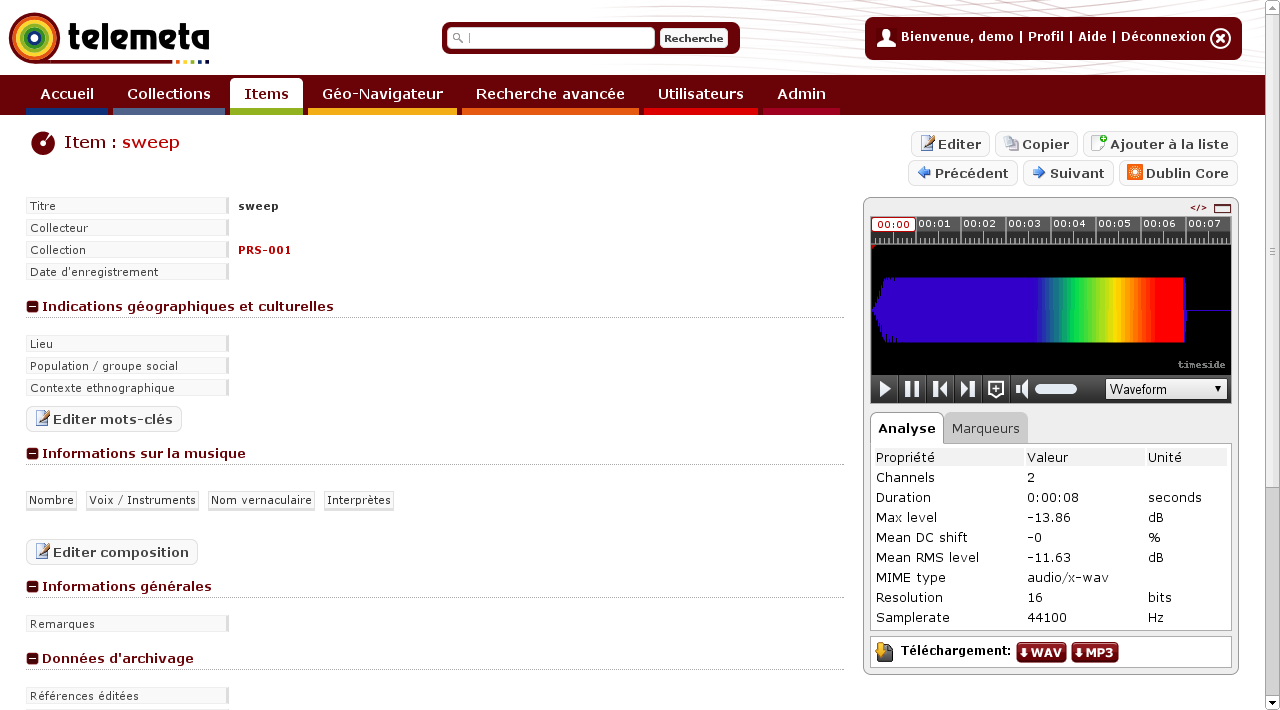 telemeta
Recherche
Bienvenue, demo | Profil | Aide | Déconnexion
Accueil Collections Items Géo-Navigateur Recherche avancée Utilisateurs Admin
Item : sweep
Editer Copier Ajouter à la liste
Précédent Suivant Dublin Core
Titre sweep
Collecteur
Collection PRS-001
Date d'enregistrement
Indications géographiques et culturelles
Lieu
Population / groupe social
Contexte ethnographique
Editer mots-clés
Informations sur la musique
Nombre Voix / Instruments Nom vernaculaire Interprètes
Editer composition
Informations générales
Remarques
Données d'archivage
Références éditées
</>
00:00 00:01 00:02 00:03 00:04 00:05 00:06 00:07
timeside
Waveform
Analyse Marqueurs
Propriété Valeur Unité
Channels 2
Duration 0:00:08 seconds
Max level -13.86 dB
Mean DC shift -0 %
Mean RMS level -11.63 dB
MIME type audio/x-wav
Resolution 16 bits
Samplerate 44100 Hz
Téléchargement: WAV MP3